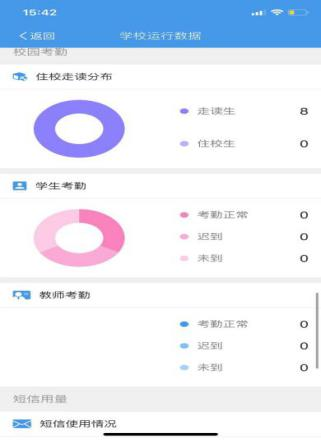 15:42
返回
学校运行数据
校园考勤
住校走读分布
走读生 8
住校生 0
学生考勤
考勤正常 0
迟到 0
未到 0
教师考勤
考勤正常 0
迟到 0
未到 0
短信用量
短信使用情况